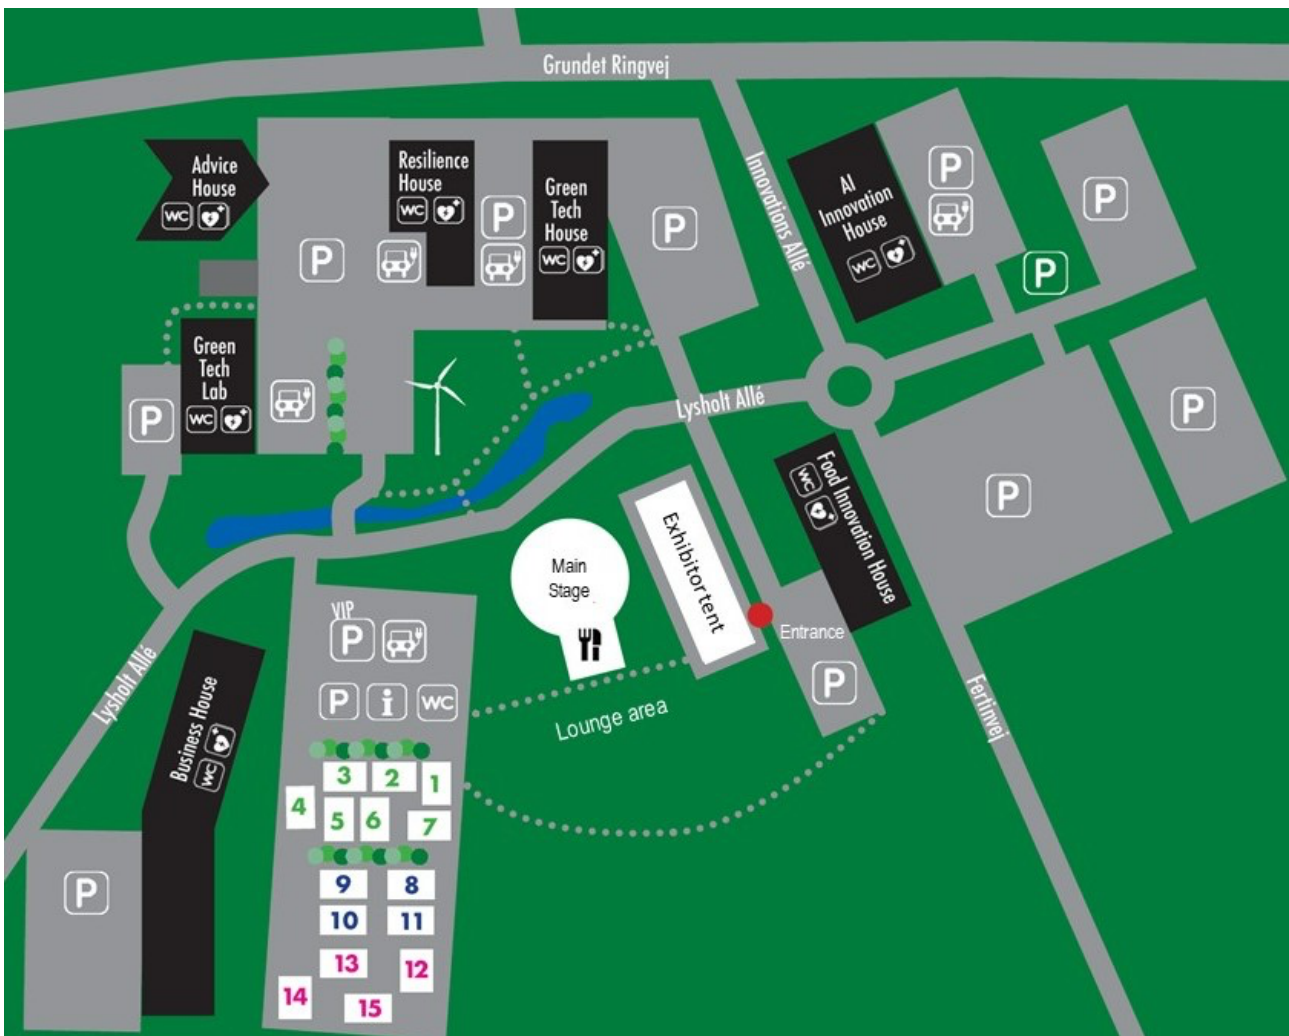 Grundet Ringvej
Innovations Allé
Advice
House
WC
Resilience
House
WC
P
Green
Tech
House
WC
P
P
AI
Innovation
House
WC
P
P
P
Green
Tech
Lab
WC
P
Lysholt Allé
P
P
Food Innovation House
WC
Exhibitor tent
Main
Stage
Entrance
P
Lounge area
Fertinvej
VIP
P
P
i
WC
Lysholt Allé
Business House
WC
P
3
2
1
4
5
6
7
9
8
10
11
13
12
14
15